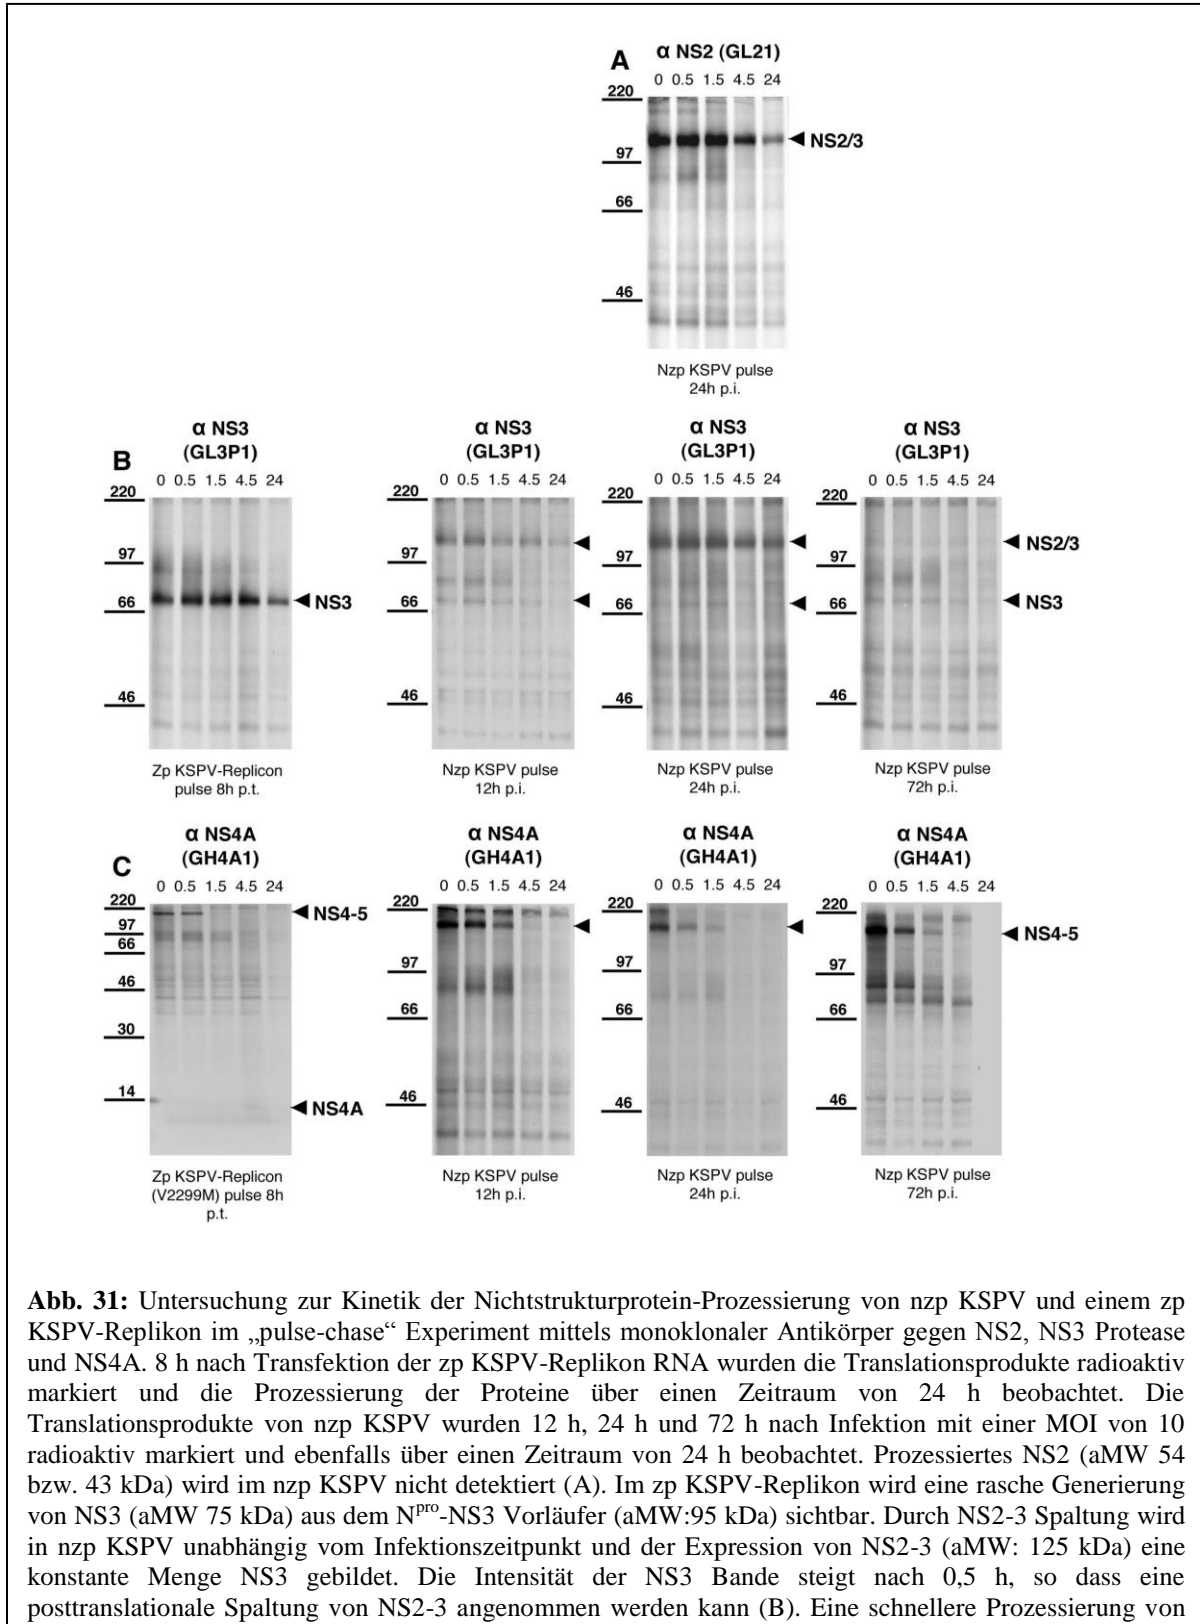 A
α NS2 (GL21)
0 0.5 1.5 4.5 24
220
97
66
46
NS2/3
Nzp KSPV pulse
24h p.i.
B
α NS3
(GL3P1)
0 0.5 1.5 4.5 24
220
97
66
46
NS3
Zp KSPV-Replicon
pulse 8h p.t.
α NS3
(GL3P1)
0 0.5 1.5 4.5 24
220
97
66
46
Nzp KSPV pulse
12h p.i.
α NS3
(GL3P1)
0 0.5 1.5 4.5 24
220
97
66
46
Nzp KSPV pulse
24h p.i.
α NS3
(GL3P1)
0 0.5 1.5 4.5 24
220
97
66
46
NS2/3
NS3
Nzp KSPV pulse
72h p.i.
C
α NS4A
(GH4A1)
0 0.5 1.5 4.5 24
220
97
66
46
30
14
NS4-5
NS4A
Zp KSPV-Replicon
(V2299M) pulse 8h
p.t.
α NS4A
(GH4A1)
0 0.5 1.5 4.5 24
220
97
66
46
Nzp KSPV pulse
12h p.i.
α NS4A
(GH4A1)
0 0.5 1.5 4.5 24
220
97
66
46
Nzp KSPV pulse
24h p.i.
α NS4A
(GH4A1)
0 0.5 1.5 4.5 24
220
97
66
46
NS4-5
Nzp KSPV pulse
72h p.i.
Abb. 31: Untersuchung zur Kinetik der Nichtstrukturprotein-Prozessierung von nzp KSPV und einem zp
KSPV-Replikon im „pulse-chase“ Experiment mittels monoklonaler Antikörper gegen NS2, NS3 Protease
und NS4A. 8 h nach Transfektion der zp KSPV-Replikon RNA wurden die Translationsprodukte radioaktiv
markiert und die Prozessierung der Proteine über einen Zeitraum von 24 h beobachtet. Die
Translationsprodukte von nzp KSPV wurden 12 h, 24 h und 72 h nach Infektion mit einer MOI von 10
radioaktiv markiert und ebenfalls über einen Zeitraum von 24 h beobachtet. Prozessiertes NS2 (aMW 54
bzw. 43 kDa) wird im nzp KSPV nicht detektiert (A). Im zp KSPV-Replikon wird eine rasche Generierung
von NS3 (aMW 75 kDa) aus dem Npro-NS3 Vorläufer (aMW:95 kDa) sichtbar. Durch NS2-3 Spaltung wird
in nzp KSPV unabhängig vom Infektionszeitpunkt und der Expression von NS2-3 (aMW: 125 kDa) eine
konstante Menge NS3 gebildet. Die Intensität der NS3 Bande steigt nach 0,5 h, so dass eine
posttranslationale Spaltung von NS2-3 angenommen werden kann (B). Eine schnellere Prozessierung von